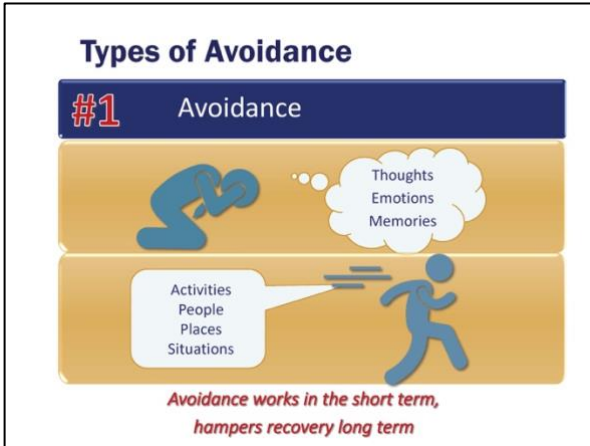 Types of Avoidance
#1 Avoidance
Thoughts
Emotions
Memories
Activities
People
Places
Situations
Avoidance works in the short term,
hampers recovery long term